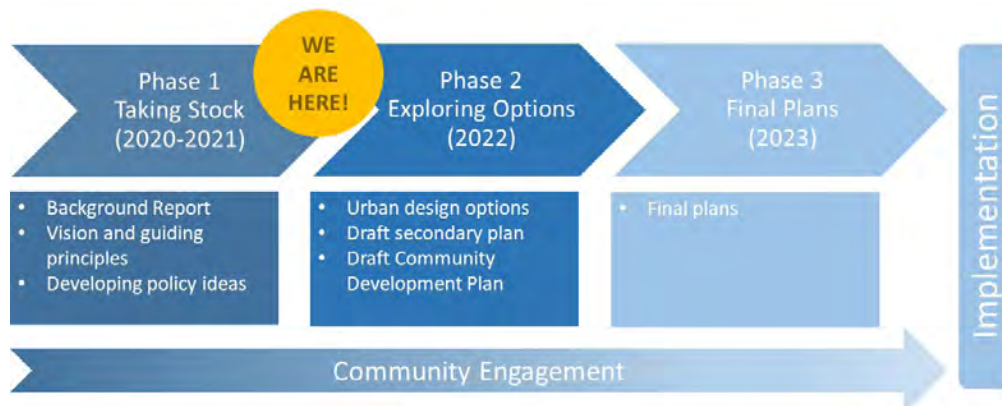 WE
ARE
HERE!
Phase 1
Taking Stock
(2020-2021)
Phase 2
Exploring Options
(2022)
Phase 3
Final Plans
(2023)
• Background Report
• Vision and guiding
principles
• Developing policy ideas
• Urban design options
• Draft secondary plan
• Draft Community
Development Plan
• Final plans
Implementation
Community Engagement